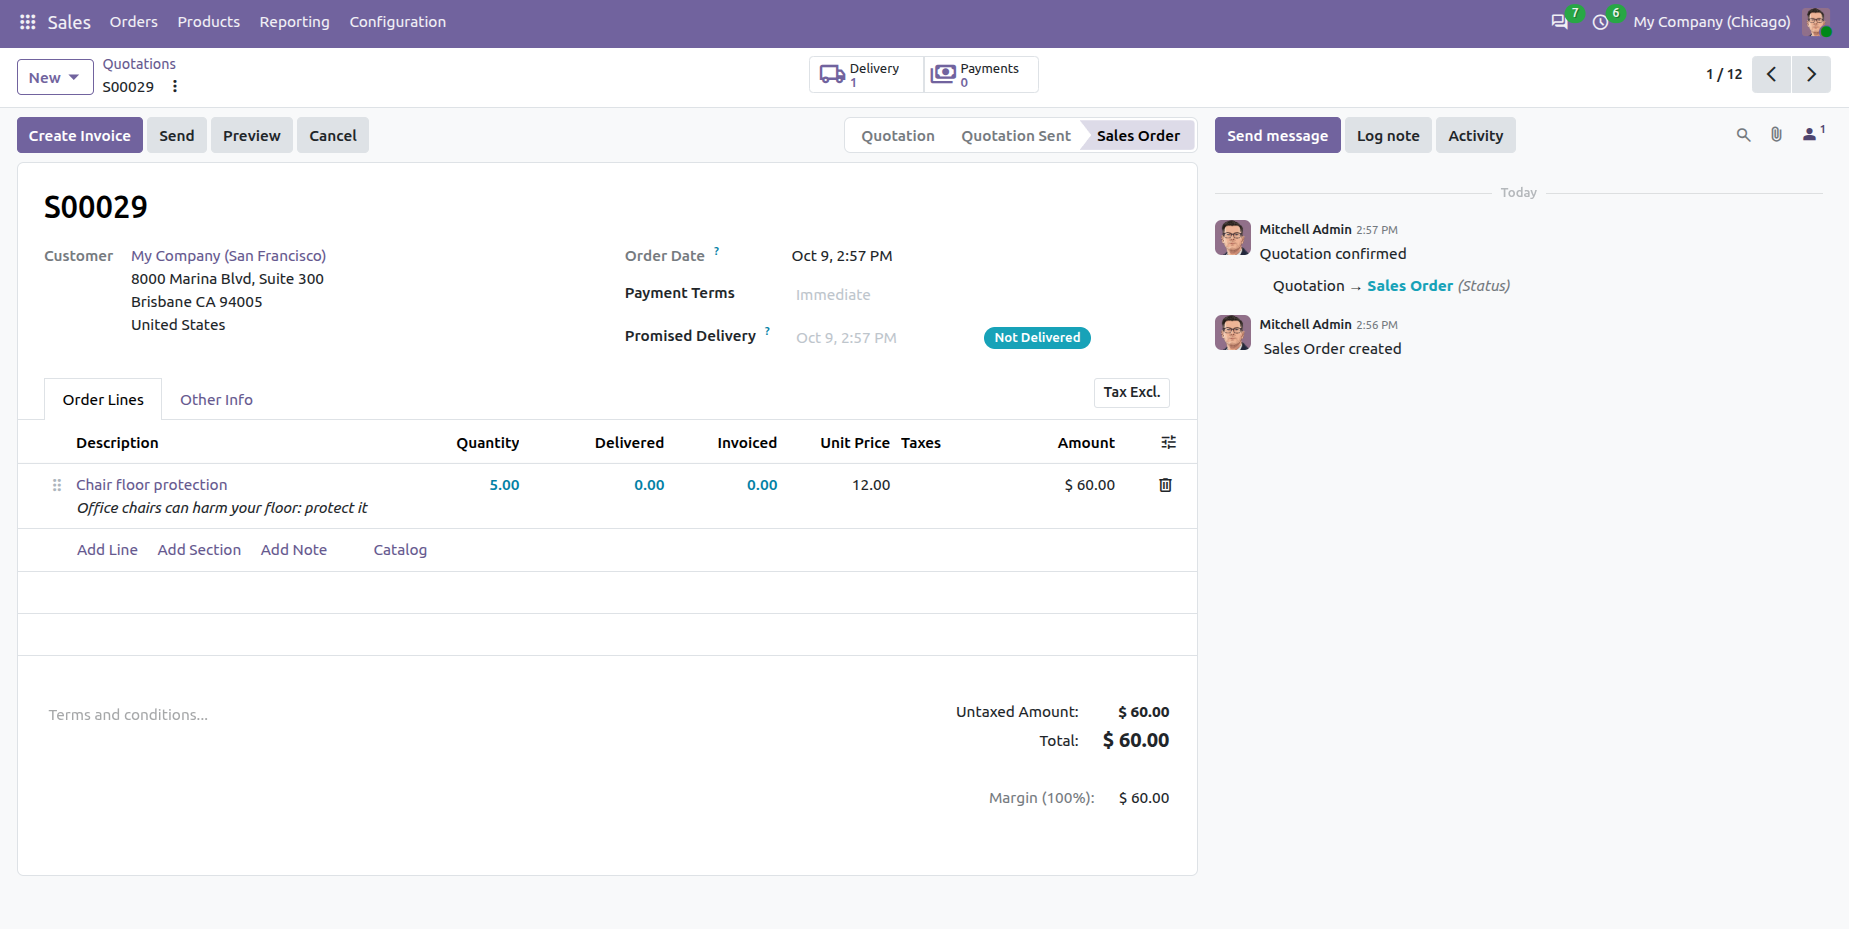 Sales Orders Products Reporting Configuration 7 6 My Company (Chicago)
New Quotations
S00029
Delivery 1 Payments 0
1 / 12
Create Invoice Send Preview Cancel
Quotation Quotation Sent Sales Order
Send message Log note Activity 1
S00029
Customer My Company (San Francisco)
8000 Marina Blvd, Suite 300
Brisbane CA 94005
United States
Order Date ? Oct 9, 2:57 PM
Payment Terms Immediate
Promised Delivery ? Oct 9, 2:57 PM Not Delivered
Order Lines Other Info Tax Excl.
Description Quantity Delivered Invoiced Unit Price Taxes Amount
Chair floor protection 5.00 0.00 0.00 12.00 $ 60.00
Office chairs can harm your floor: protect it
Add Line Add Section Add Note Catalog
Terms and conditions...
Untaxed Amount: $ 60.00
Total: $ 60.00
Margin (100%): $ 60.00
Today
Mitchell Admin 2:57 PM
Quotation confirmed
Quotation → Sales Order (Status)
Mitchell Admin 2:56 PM
Sales Order created